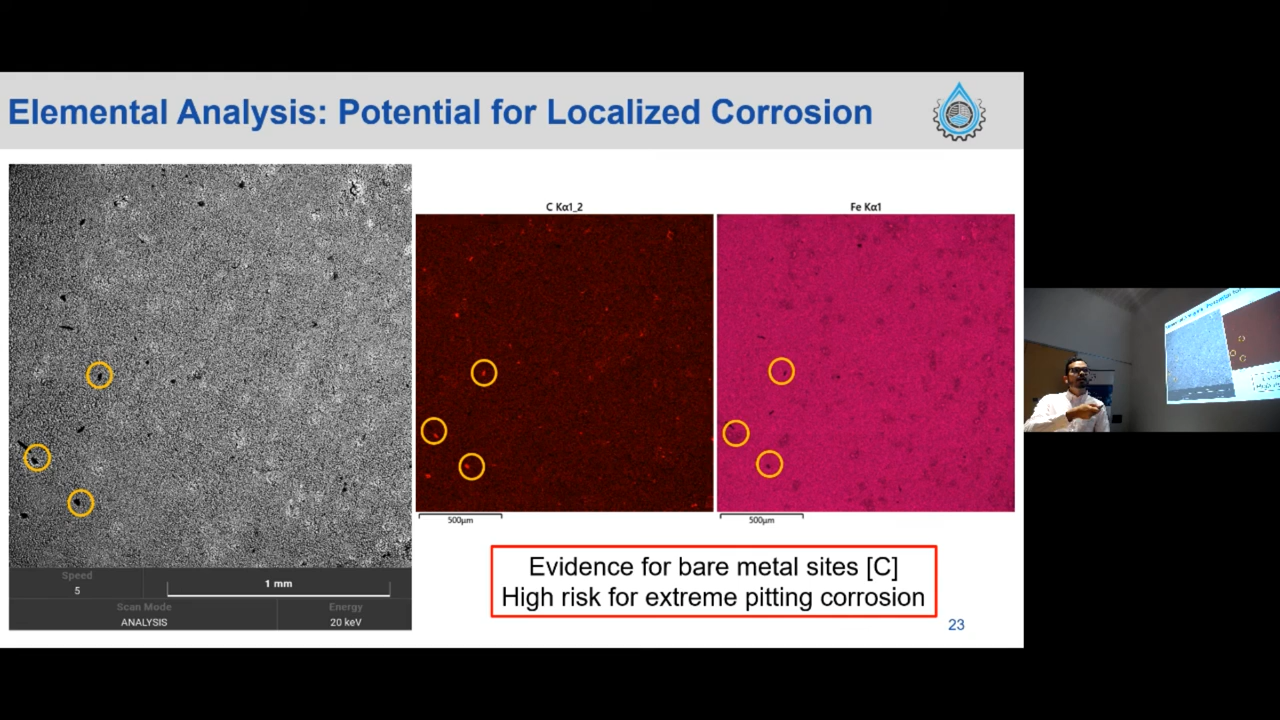 Elemental Analysis: Potential for Localized Corrosion
C Kα1_2
Fe Kα1
500μm
500μm
Speed
5
1 mm
Scan Mode
ANALYSIS
Energy
20 keV
Evidence for bare metal sites [C]
High risk for extreme pitting corrosion
23